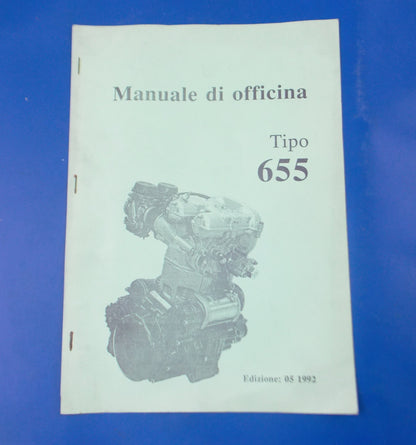 Manuale di officina
Tipo
655
Edizione: 05 1992